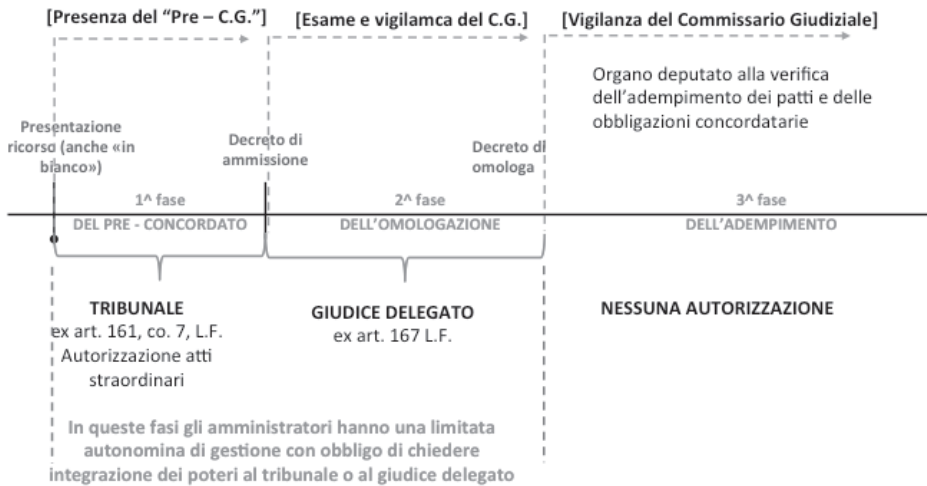 [Presenza del “Pre – C.G.”]
[Esame e vigilamca del C.G.]
[Vigilanza del Commissario Giudiziale]
Organo deputato alla verifica
dell’adempimento dei patti e delle
obbligazioni concordatarie
Presentazione
ricorso (anche «in
bianco»)
Decreto di
ammissione
Decreto di
omologa
1^ fase
DEL PRE - CONCORDATO
2^ fase
DELL’OMOLOGAZIONE
3^ fase
DELL’ADEMPIMENTO
TRIBUNALE
ex art. 161, co. 7, L.F.
Autorizzazione atti
straordinari
GIUDICE DELEGATO
ex art. 167 L.F.
NESSUNA AUTORIZZAZIONE
In queste fasi gli amministratori hanno una limitata
autonomina di gestione con obbligo di chiedere
integrazione dei poteri al tribunale o al giudice delegato